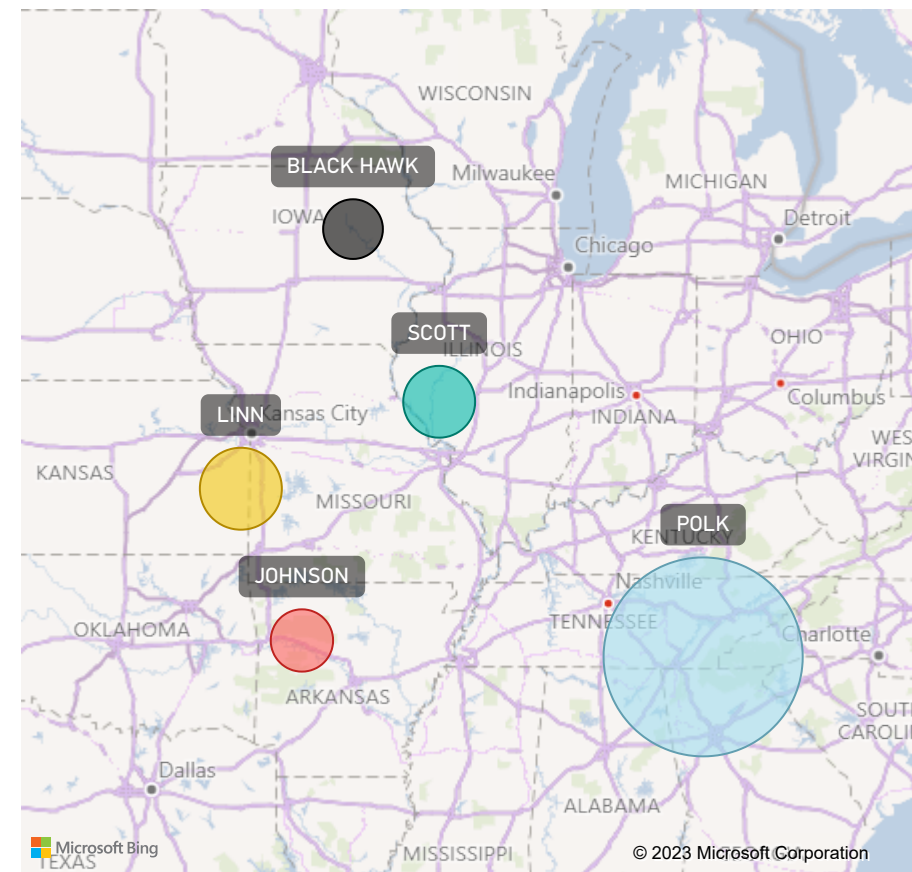 WISCONSIN
BLACK HAWK
Milwaukee
MICHIGAN
IOWA
Detroit
Chicago
SCOTT
ILLINOIS
OHIO
Indianapolis
Columbus
LINN
Kansas City
INDIANA
WES
VIRGIN
KANSAS
MISSOURI
POLK
KENTUCKY
JOHNSON
Nashville
TENNESSEE
OKLAHOMA
Charlotte
ARKANSAS
SOUT
CAROLI
Dallas
ALABAMA
Microsoft Bing
TEXAS
MISSISSIPPI
© 2023 Microsoft Corporation